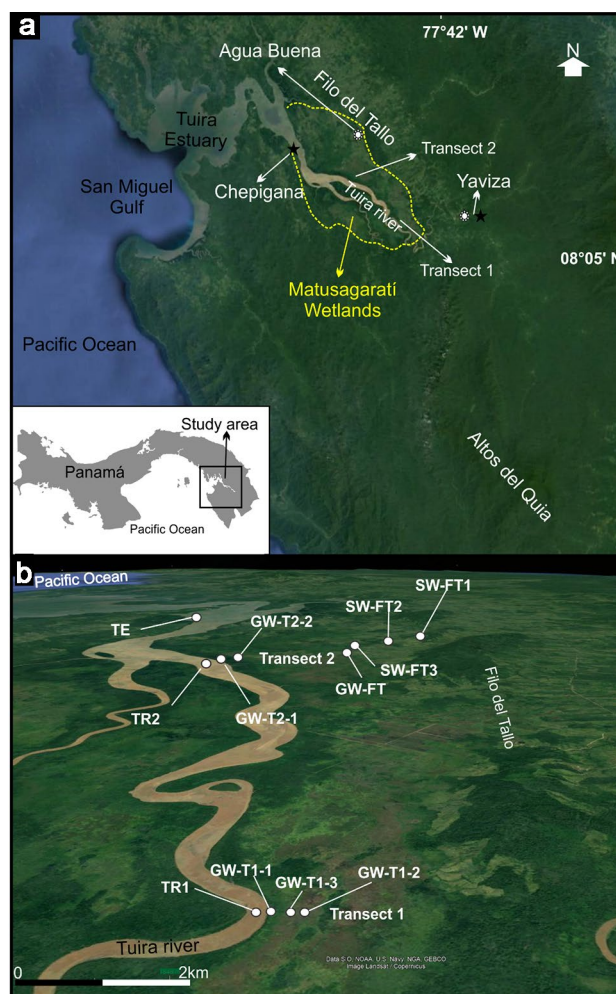 a
77°42' W
N
Agua Buena
Filo del Tallo
Tuira
Estuary
Transect 2
San Miguel
Gulf
Chepigana
Tuira river
Yaviza
08°05' N
Transect 1
Matusagaratí
Wetlands
Pacific Ocean
Study area
Panamá
Pacific Ocean
Altos del Quia
b
Pacific Ocean
SW-FT1
SW-FT2
TE
GW-T2-2
Transect 2
SW-FT3
GW-FT
TR2
GW-T2-1
Filo del Tallo
GW-T1-1
TR1
GW-T1-3
GW-T1-2
Transect 1
Tuira river
0
2km
Data SIO, NOAA, U.S. Navy, NGA, GEBCO
Image Landsat / Copernicus